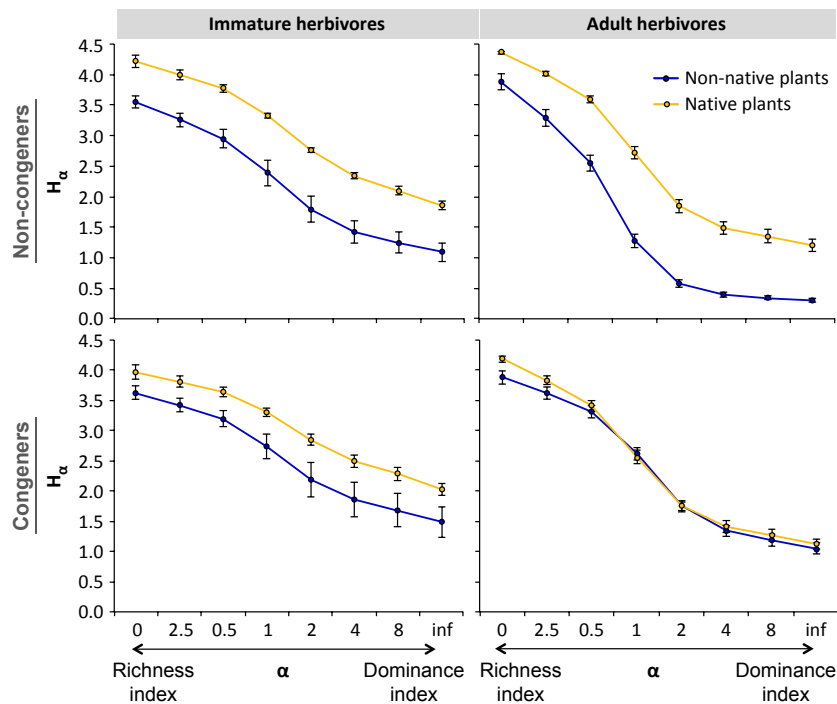 Immature herbivores
Adult herbivores
Non-congeners
Hα
4.5
4.0
3.5
3.0
2.5
2.0
1.5
1.0
0.5
0.0
Non-native plants
Native plants
Congeners
Hα
4.5
4.0
3.5
3.0
2.5
2.0
1.5
1.0
0.5
0.0
0 2.5 0.5 1 2 4 8 inf
0 2.5 0.5 1 2 4 8 inf
Richness
index
α
Dominance
index
Richness
index
α
Dominance
index